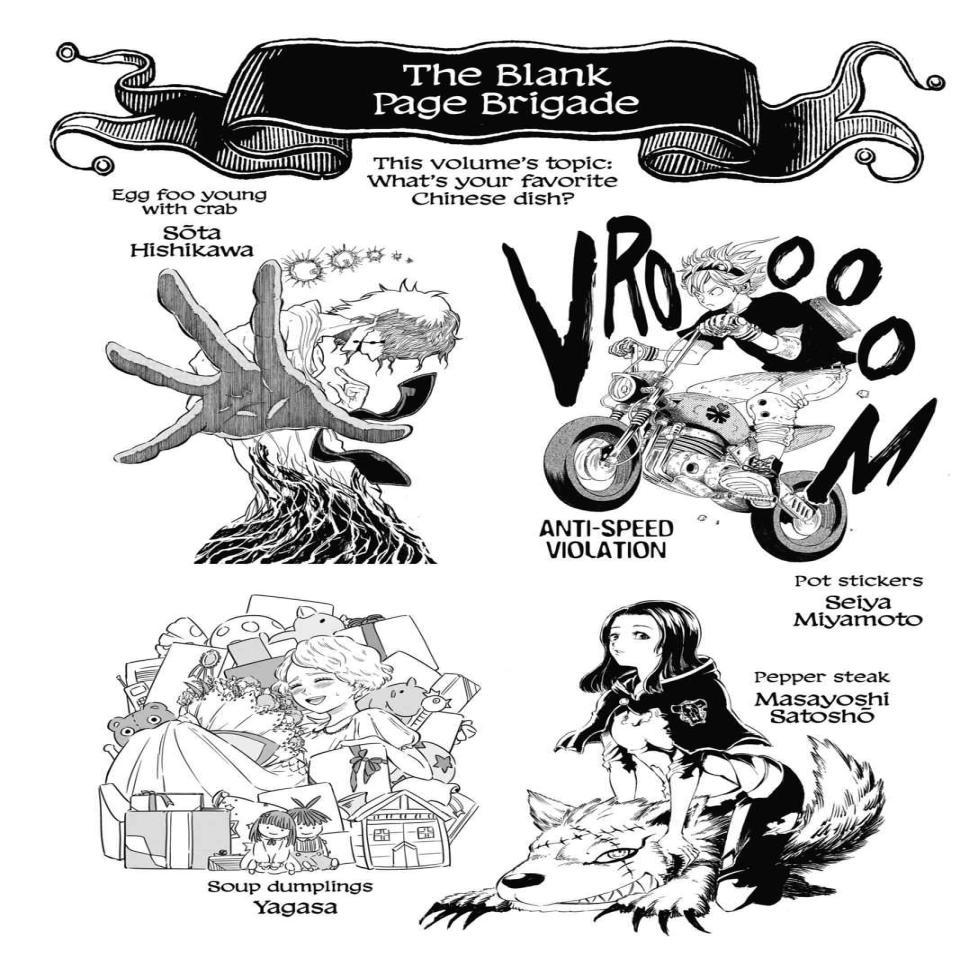 The Blank
Page Brigade
This volume's topic:
What's your favorite
Chinese dish?
Egg foo young
with crab
Sōta
Hishikawa
VROOOOM
ANTI-SPEED
VIOLATION
Pot stickers
Seiya
Miyamoto
Pepper steak
Masayoshi
Satoshō
Soup dumplings
Yagasa